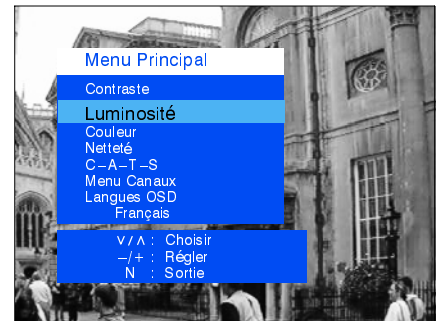 Menu Principal
Contraste
Luminosité
Couleur
Netteté
C-A-T-S
Menu Canaux
Langues OSD
Français
∨/∧ : Choisir
–/+ : Régler
N : Sortie